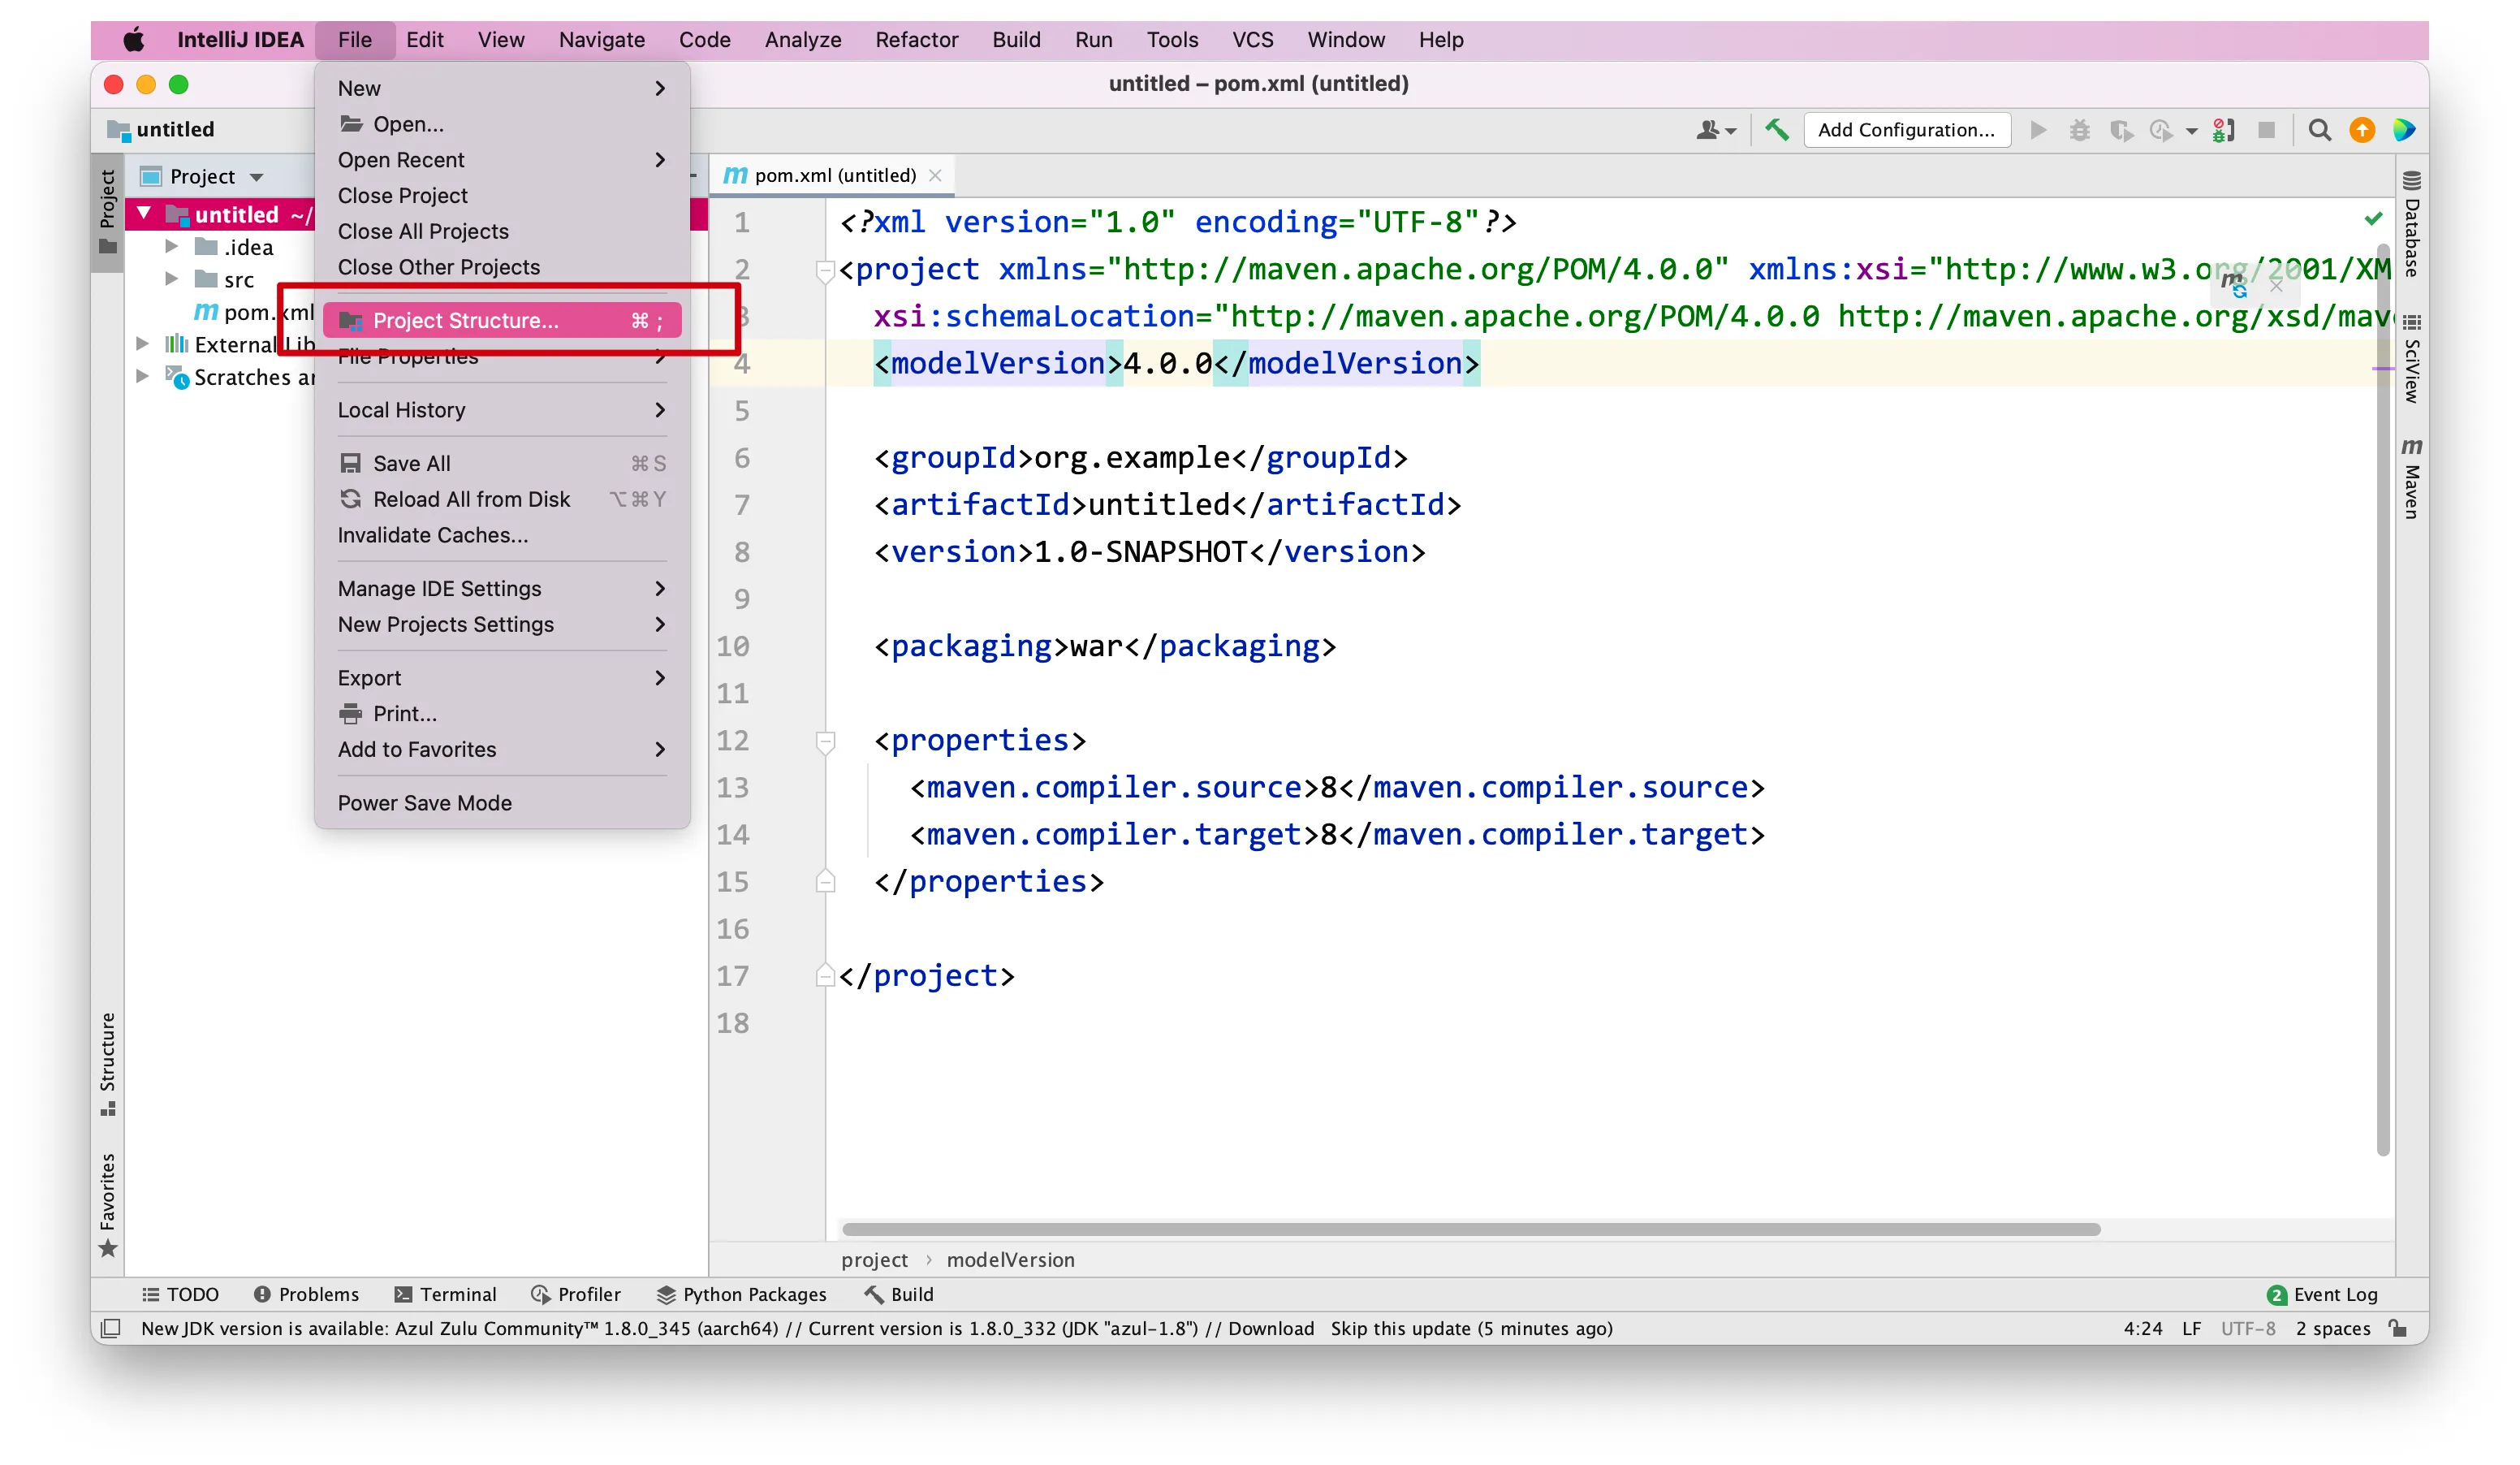 IntelliJ IDEA File Edit View Navigate Code Analyze Refactor Build Run Tools VCS Window Help
untitled – pom.xml (untitled)
untitled
Add Configuration...
Project
Project
untitled ~/
.idea
src
pom.xml
External Lib
Scratches ar
New
Open...
Open Recent
Close Project
Close All Projects
Close Other Projects
Project Structure... ⌘ ;
File Properties
Local History
Save All ⌘S
Reload All from Disk ⌥⌘Y
Invalidate Caches...
Manage IDE Settings
New Projects Settings
Export
Print...
Add to Favorites
Power Save Mode
pom.xml (untitled)
1 <?xml version="1.0" encoding="UTF-8"?>
2 <project xmlns="http://maven.apache.org/POM/4.0.0" xmlns:xsi="http://www.w3.org/2001/XM
3 xsi:schemaLocation="http://maven.apache.org/POM/4.0.0 http://maven.apache.org/xsd/mav
4 <modelVersion>4.0.0</modelVersion>
5
6 <groupId>org.example</groupId>
7 <artifactId>untitled</artifactId>
8 <version>1.0-SNAPSHOT</version>
9
10 <packaging>war</packaging>
11
12 <properties>
13 <maven.compiler.source>8</maven.compiler.source>
14 <maven.compiler.target>8</maven.compiler.target>
15 </properties>
16
17 </project>
18
Database
SciView
Maven
Structure
Favorites
project › modelVersion
TODO Problems Terminal Profiler Python Packages Build 2 Event Log
New JDK version is available: Azul Zulu Community™ 1.8.0_345 (aarch64) // Current version is 1.8.0_332 (JDK "azul-1.8") // Download Skip this update (5 minutes ago) 4:24 LF UTF-8 2 spaces